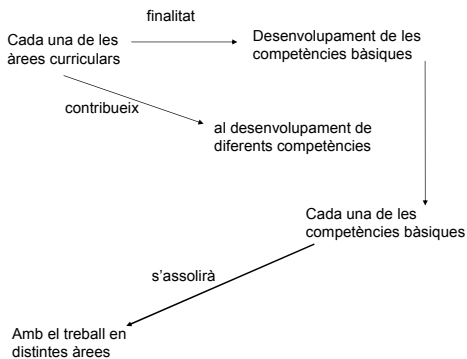 finalitat
Cada una de les
àrees curriculars
Desenvolupament de les
competències bàsiques
contribueix
al desenvolupament de
diferents competències
Cada una de les
competències bàsiques
s'assolirà
Amb el treball en
distintes àrees